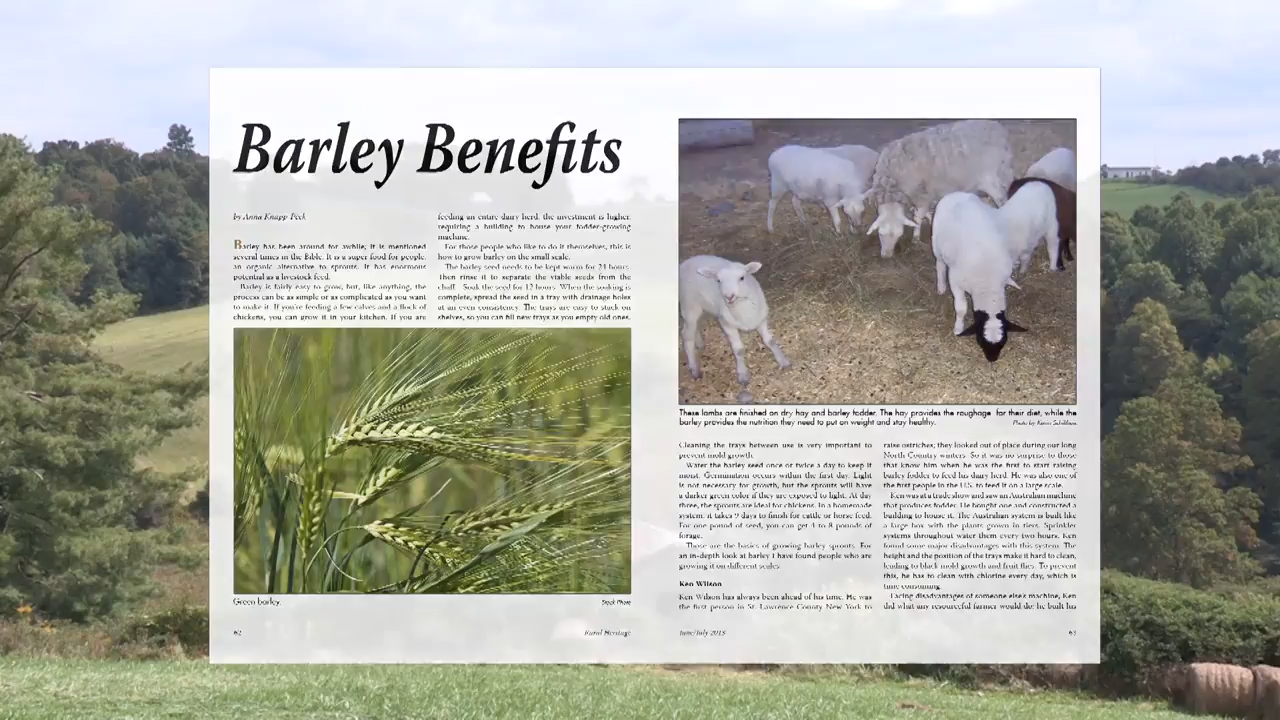 Barley Benefits
by Anna Knapp Peck
Barley has been around for awhile; it is mentioned
several times in the Bible. It is a super food for people,
an organic alternative to sprouts. It has enormous
potential as a livestock feed.
Barley is fairly easy to grow, but, like anything, the
process can be as simple or as complicated as you want
to make it. If you're feeding a few calves and a flock of
chickens, you can grow it in your kitchen. If you are
feeding an entire dairy herd, the investment is higher,
requiring a building to house your fodder-growing
machine.
For those people who like to do it themselves, this is
how to grow barley on the small scale.
The barley seed needs to be kept warm for 24 hours.
Then rinse it to separate the viable seeds from the
chaff. Soak the seed for 12 hours. When the soaking is
complete, spread the seed in a tray with drainage holes
at an even consistency. The trays are easy to stack on
shelves, so you can fill new trays as you empty old ones.
Green barley.
Stock Photo
62
Rural Heritage
These lambs are finished on dry hay and barley fodder. The hay provides the roughage for their diet, while the
barley provides the nutrition they need to put on weight and stay healthy.
Photo by Karen
Cleaning the trays between use is very important to
prevent mold growth.
Water the barley seed once or twice a day to keep it
moist. Germination occurs within the first day. Light
is not necessary for growth, but the sprouts will have
a darker green color if they are exposed to light. At day
three, the sprouts are ideal for chickens. In a homemade
system, it takes 9 days to finish for cattle or horse feed.
For one pound of seed, you can get 4 to 8 pounds of
forage.
Those are the basics of growing barley sprouts. For
an in-depth look at barley I have found people who are
growing it on different scales.
Ken Wilson
Ken Wilson has always been ahead of his time. He was
the first person in St. Lawrence County New York to
raise ostriches; they looked out of place during our long
North Country winters. So it was no surprise to those
that know him when he was the first to start raising
barley fodder to feed his dairy herd. He was also one of
the first people in the U.S. to feed it on a large scale.
Ken was at a trade show and saw an Australian machine
that produces fodder. He bought one and constructed a
building to house it. The Australian system is built like
a large box with the plants grown in tiers. Sprinkler
systems throughout water them every two hours. Ken
found some major disadvantages with this system. The
height and position of the trays make it hard to clean,
leading to black mold growth and fruit flies. To prevent
this, he has to clean with chlorine every day, which is
time consuming.
Facing disadvantages of someone else's machine, Ken
did what any resourceful farmer would do: he built his
June/July 2018
63